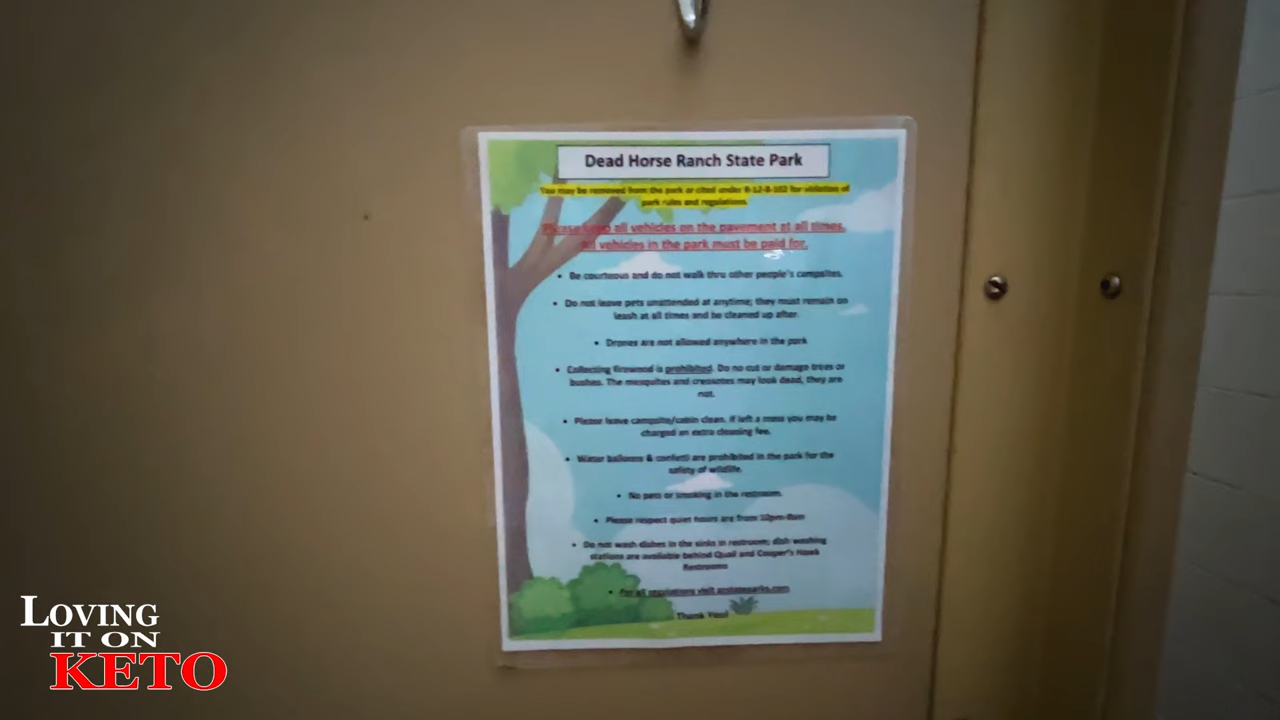 Dead Horse Ranch State Park
You may be removed from the park or cited under R-12-8-102 for violation of
park rules and regulations.
Please keep all vehicles on the pavement at all times.
All vehicles in the park must be paid for.
• Be courteous and do not walk thru other people's campsites.
• Do not leave pets unattended at anytime; they must remain on
leash at all times and be cleaned up after.
• Drones are not allowed anywhere in the park
• Collecting firewood is prohibited. Do no cut or damage trees or
bushes. The mesquites and creosotes may look dead, they are
not.
• Please leave campsite/cabin clean. If left a mess you may be
charged an extra cleaning fee.
• Water balloons & confetti are prohibited in the park for the
safety of wildlife.
• No pets or smoking in the restroom.
• Please respect quiet hours are from 10pm-8am
• Do not wash dishes in the sinks in restroom; dish washing
stations are available behind Quail and Cooper's Hawk
Restrooms
• For all regulations visit azstateparks.com
Thank You!
LOVING
IT ON
KETO